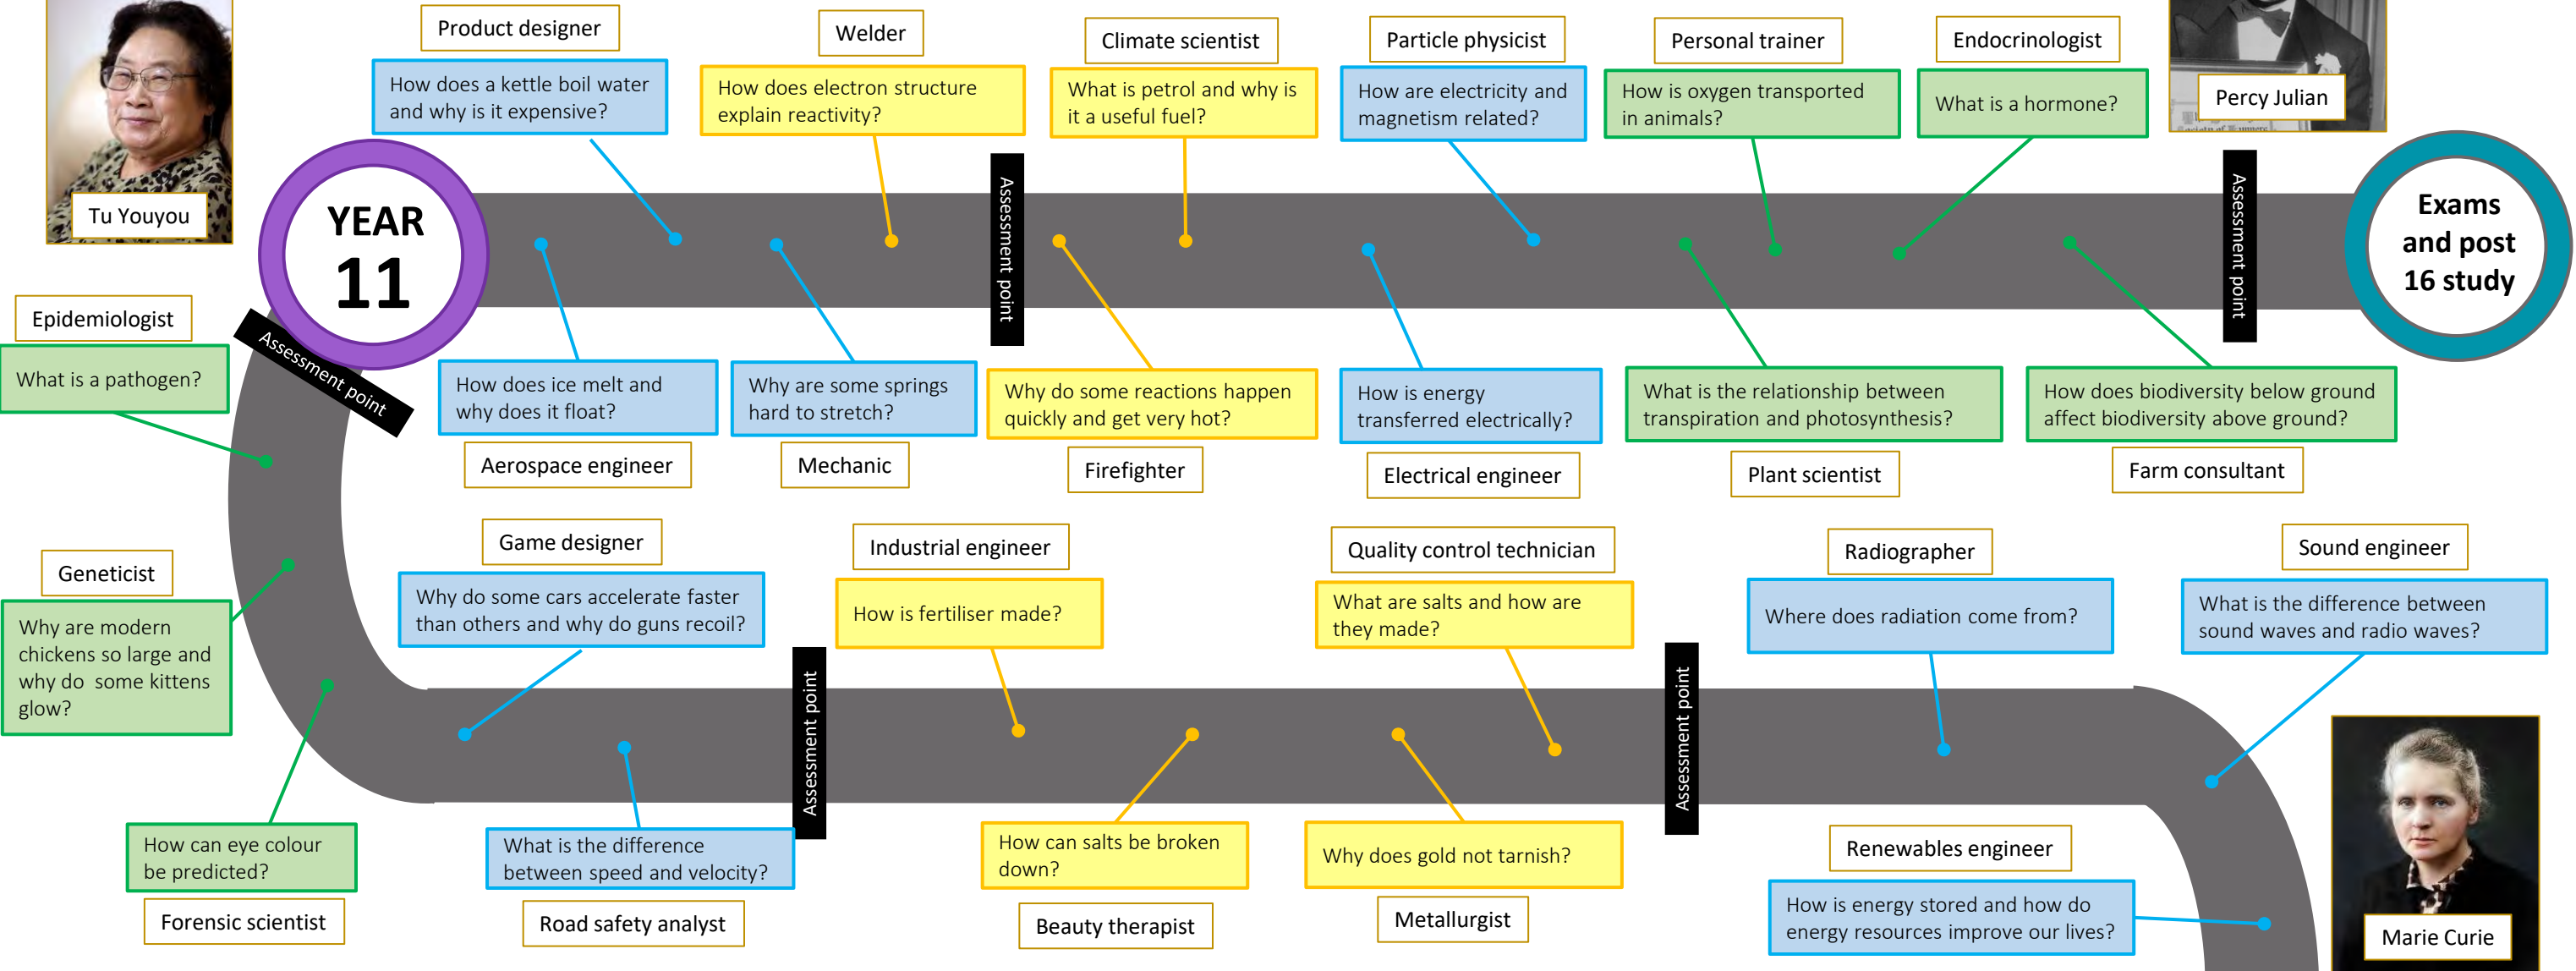 Product designer
How does a kettle boil water
and why is it expensive?
Welder
How does electron structure
explain reactivity?
Climate scientist
What is petrol and why is
it a useful fuel?
Particle physicist
How are electricity and
magnetism related?
Personal trainer
How is oxygen transported
in animals?
Endocrinologist
What is a hormone?
Percy Julian
Tu Youyou
YEAR
11
Assessment point
Assessment point
Exams
and post
16 study
Epidemiologist
What is a pathogen?
Assessment point
How does ice melt and
why does it float?
Aerospace engineer
Why are some springs
hard to stretch?
Mechanic
Why do some reactions happen
quickly and get very hot?
Firefighter
How is energy
transferred electrically?
Electrical engineer
What is the relationship between
transpiration and photosynthesis?
Plant scientist
How does biodiversity below ground
affect biodiversity above ground?
Farm consultant
Geneticist
Why are modern
chickens so large and
why do  some kittens
glow?
Game designer
Why do some cars accelerate faster
than others and why do guns recoil?
Industrial engineer
How is fertiliser made?
Quality control technician
What are salts and how are
they made?
Radiographer
Where does radiation come from?
Sound engineer
What is the difference between
sound waves and radio waves?
Assessment point
Assessment point
How can eye colour
be predicted?
Forensic scientist
What is the difference
between speed and velocity?
Road safety analyst
How can salts be broken
down?
Beauty therapist
Why does gold not tarnish?
Metallurgist
Renewables engineer
How is energy stored and how do
energy resources improve our lives?
Marie Curie